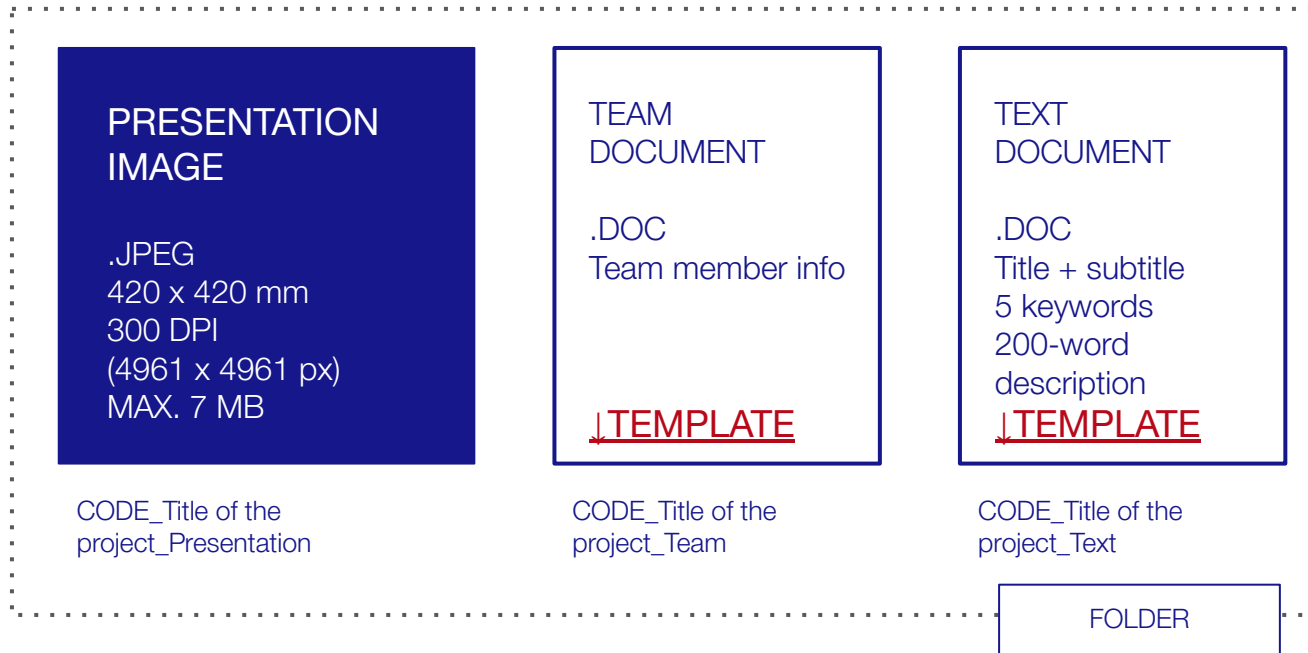 PRESENTATION
IMAGE
.JPEG
420 x 420 mm
300 DPI
(4961 x 4961 px)
MAX. 7 MB
CODE_Title of the
project_Presentation
TEAM
DOCUMENT
.DOC
Team member info
↓TEMPLATE
CODE_Title of the
project_Team
TEXT
DOCUMENT
.DOC
Title + subtitle
5 keywords
200-word
description
↓TEMPLATE
CODE_Title of the
project_Text
FOLDER